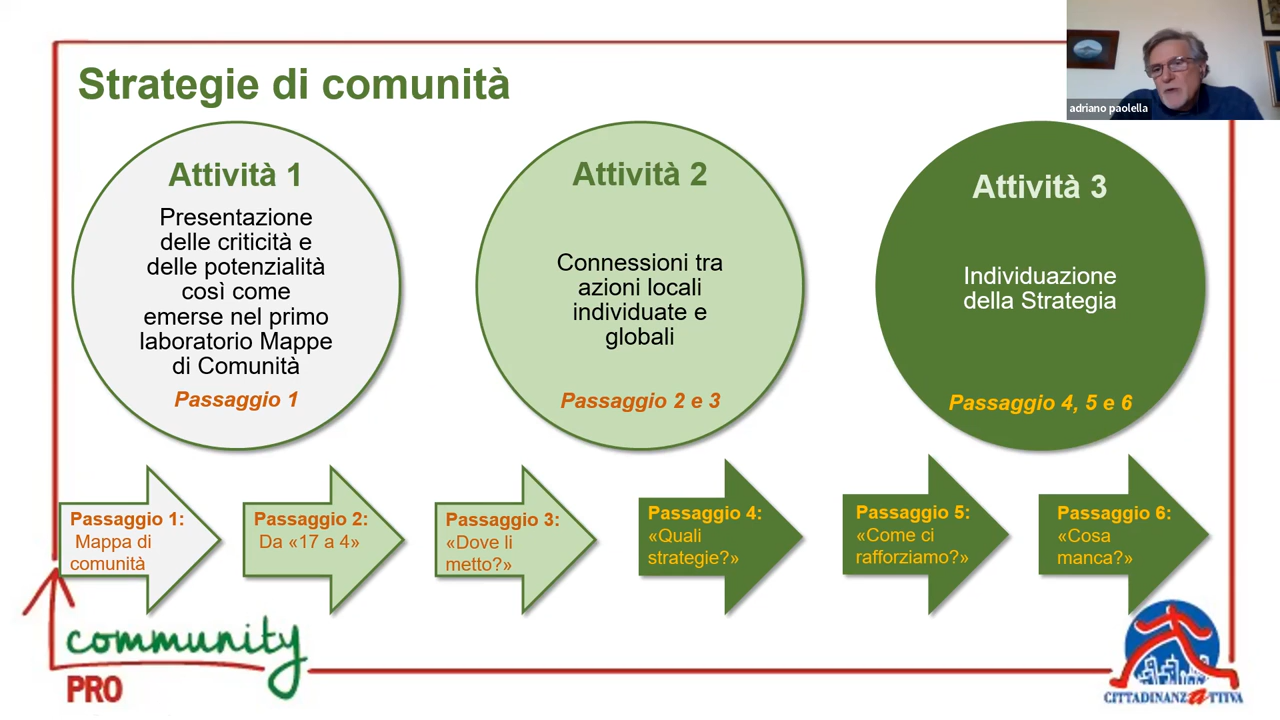 Strategie di comunità
adriano paolella
Attività 1
Presentazione
delle criticità e
delle potenzialità
così come
emerse nel primo
laboratorio Mappe
di Comunità
Passaggio 1
Attività 2
Connessioni tra
azioni locali
individuate e
globali
Passaggio 2 e 3
Attività 3
Individuazione
della Strategia
Passaggio 4, 5 e 6
Passaggio 1:
Mappa di
comunità
Passaggio 2:
Da «17 a 4»
Passaggio 3:
«Dove li
metto?»
Passaggio 4:
«Quali
strategie?»
Passaggio 5:
«Come ci
rafforziamo?»
Passaggio 6:
«Cosa
manca?»
community
PRO
CITTADINANZATTIVA